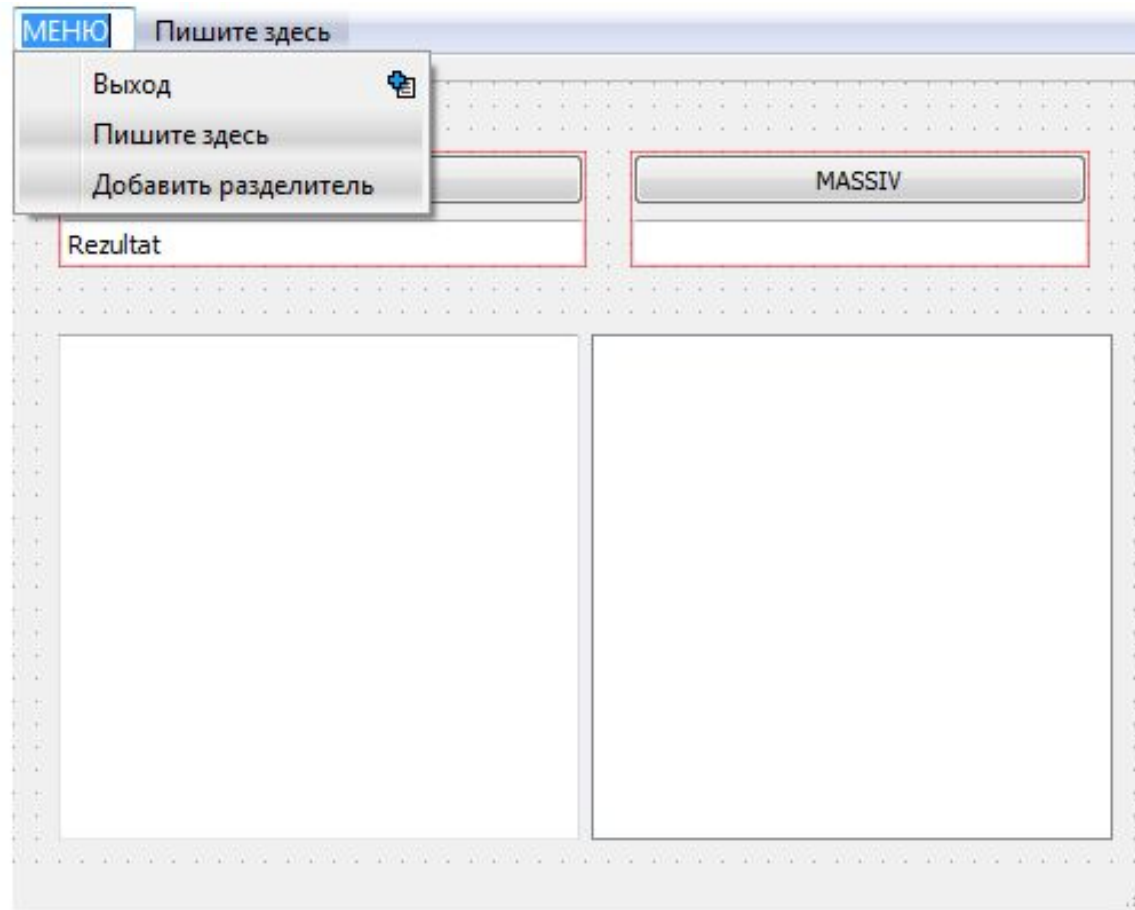 МЕНЮ Пишите здесь
Выход
Пишите здесь
Добавить разделитель
MASSIV
Rezultat